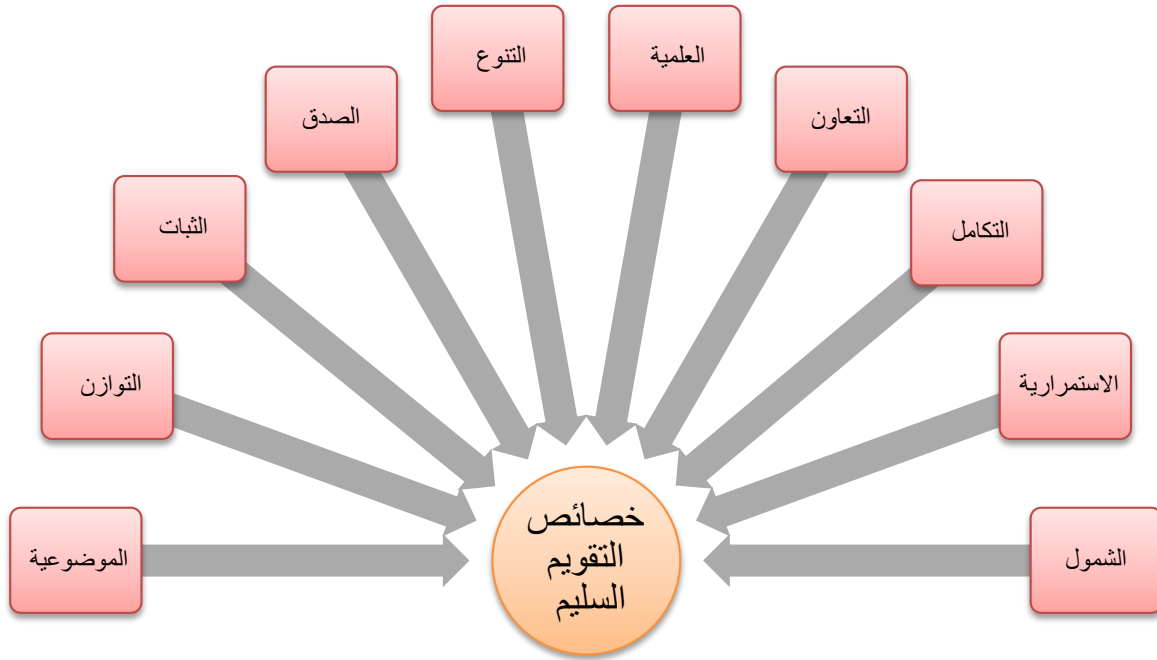 العلمية
التنوع
التعاون
الصدق
التكامل
الثبات
الاستمرارية
التوازن
الشمول
الموضوعية
خصائص
التقويم
السليم